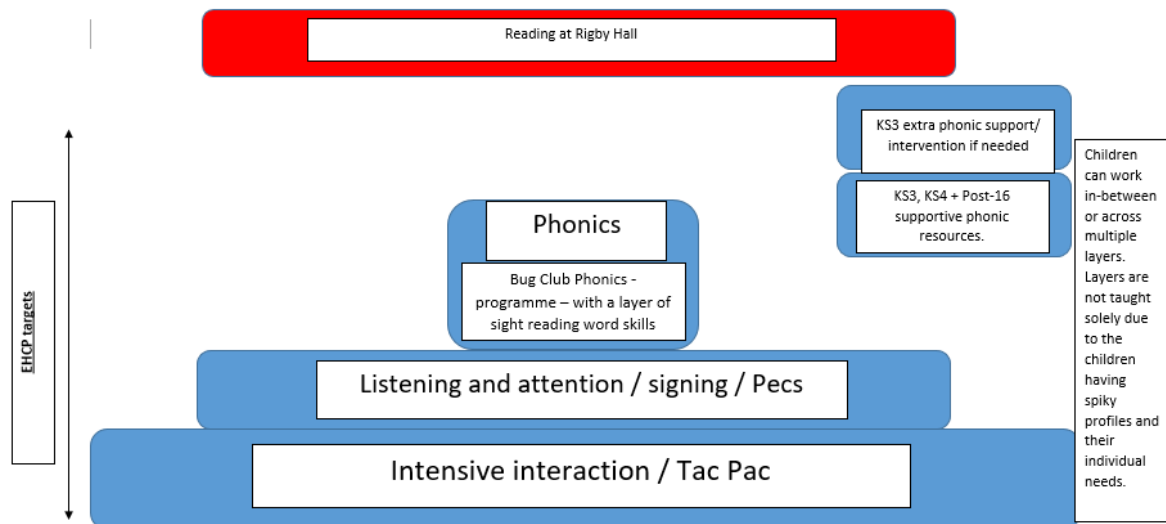 Reading at Rigby Hall
KS3 extra phonic support/
intervention if needed
KS3, KS4 + Post-16
supportive phonic
resources.
Phonics
Bug Club Phonics -
programme – with a layer of
sight reading word skills
Listening and attention / signing / Pecs
Intensive interaction / Tac Pac
EHCP targets
Children
can work
in-between
or across
multiple
layers.
Layers are
not taught
solely due
to the
children
having
spiky
profiles and
their
individual
needs.